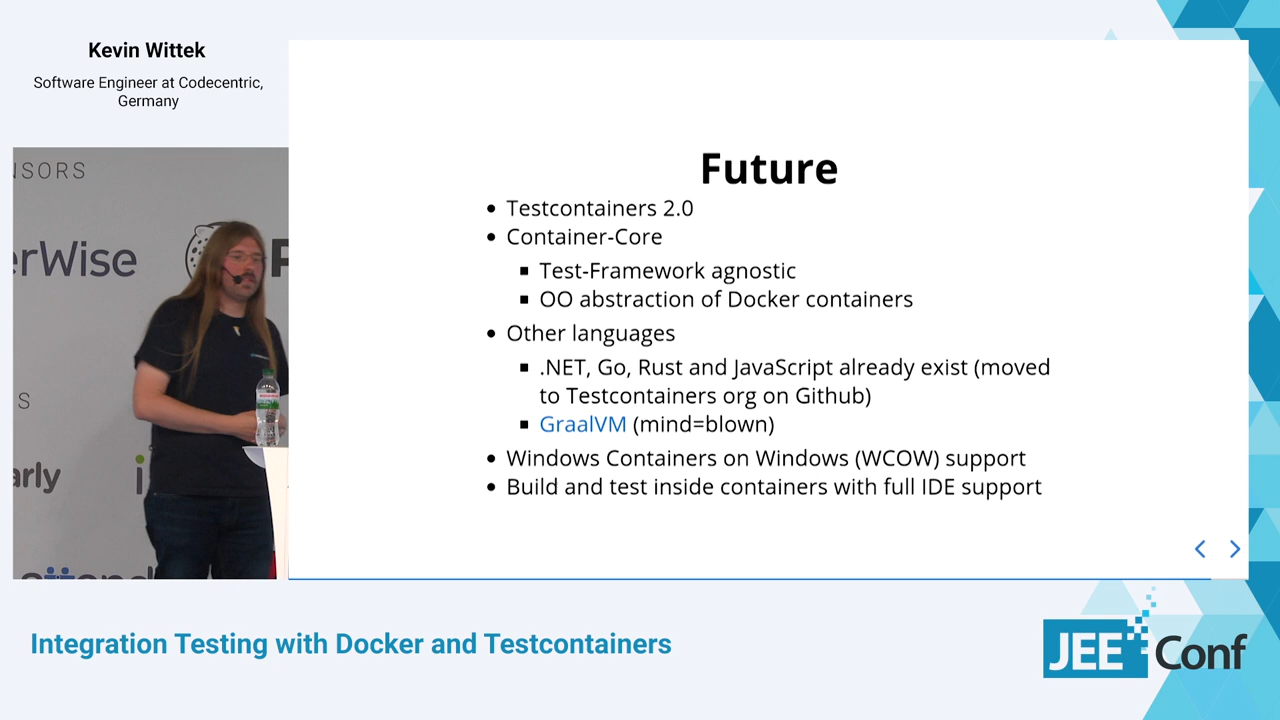 Kevin Wittek
Software Engineer at Codecentric,
Germany
NSORS
erWise
arly
Future
• Testcontainers 2.0
• Container-Core
▪ Test-Framework agnostic
▪ OO abstraction of Docker containers
• Other languages
▪ .NET, Go, Rust and JavaScript already exist (moved
to Testcontainers org on Github)
▪ GraalVM (mind=blown)
• Windows Containers on Windows (WCOW) support
• Build and test inside containers with full IDE support
Integration Testing with Docker and Testcontainers
JEE Conf